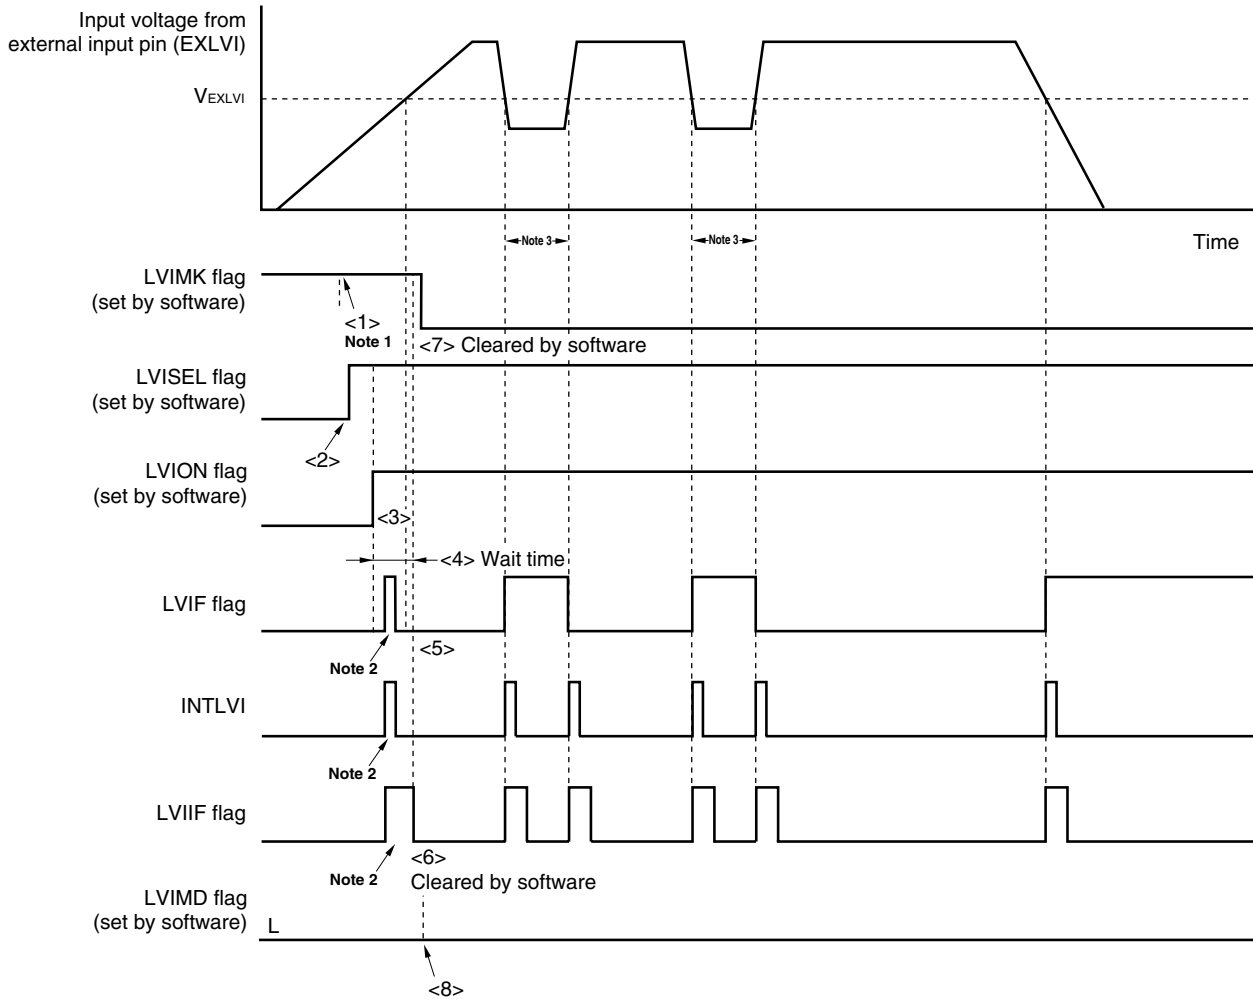 Input voltage from
external input pin (EXLVI)
VEXLVI
Note 3
Note 3
Time
LVIMK flag
(set by software)
<1>
Note 1
<7> Cleared by software
LVISEL flag
(set by software)
<2>
LVION flag
(set by software)
<3>
<4> Wait time
LVIF flag
Note 2
<5>
INTLVI
Note 2
LVIIF flag
Note 2
<6>
Cleared by software
LVIMD flag
(set by software)
L
<8>